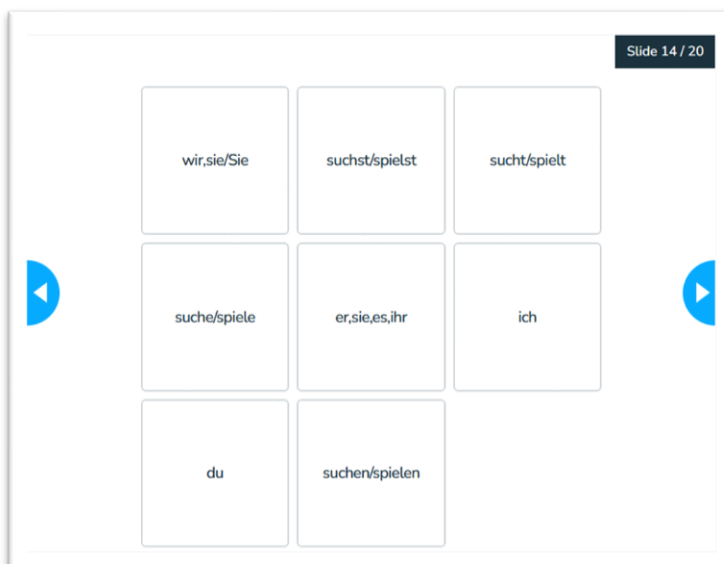 Slide 14 / 20
wir,sie/Sie
suchst/spielst
sucht/spielt
suche/spiele
er,sie,es,ihr
ich
du
suchen/spielen